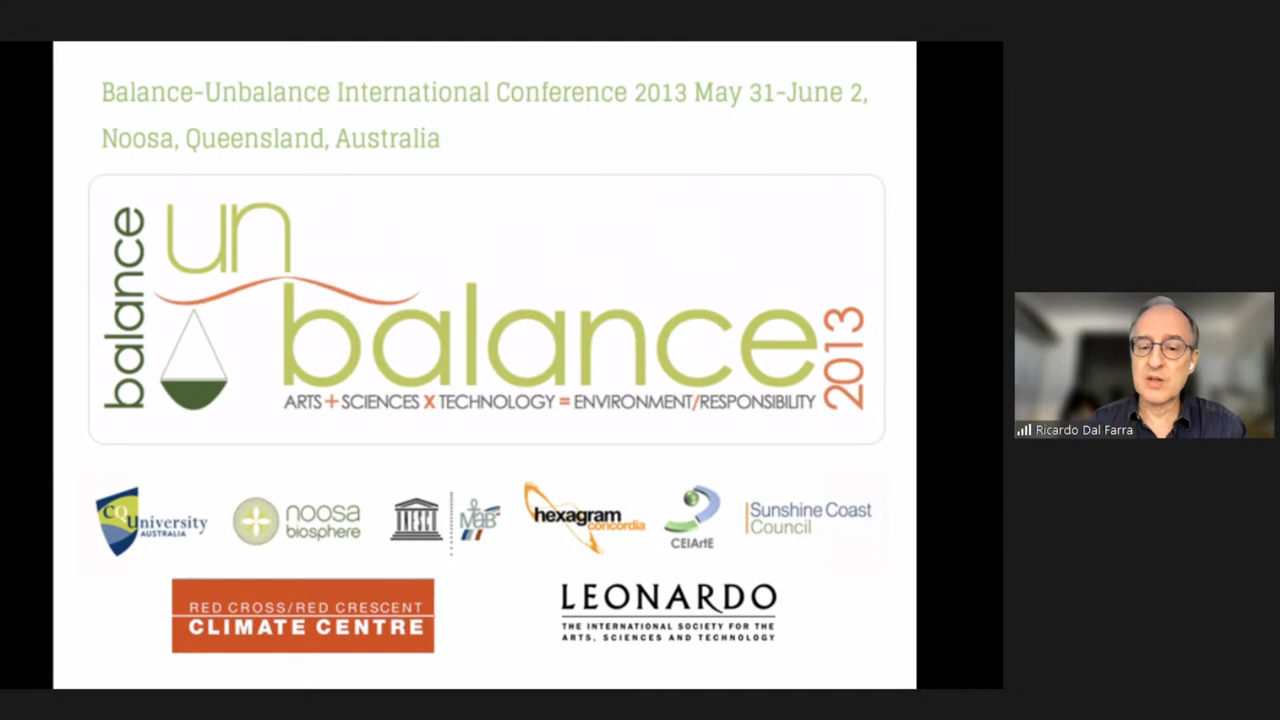 Balance-Unbalance International Conference 2013 May 31-June 2,
Noosa, Queensland, Australia
balance
un
balance
2013
ARTS+SCIENCES X TECHNOLOGY = ENVIRONMENT/RESPONSIBILITY
CQUniversity
AUSTRALIA
noosa
biosphere
UNESCO
MaB
hexagram
concordia
CEIArtE
Sunshine Coast
Council
RED CROSS/RED CRESCENT
CLIMATE CENTRE
LEONARDO
THE INTERNATIONAL SOCIETY FOR THE
ARTS, SCIENCES AND TECHNOLOGY
Ricardo Dal Farra